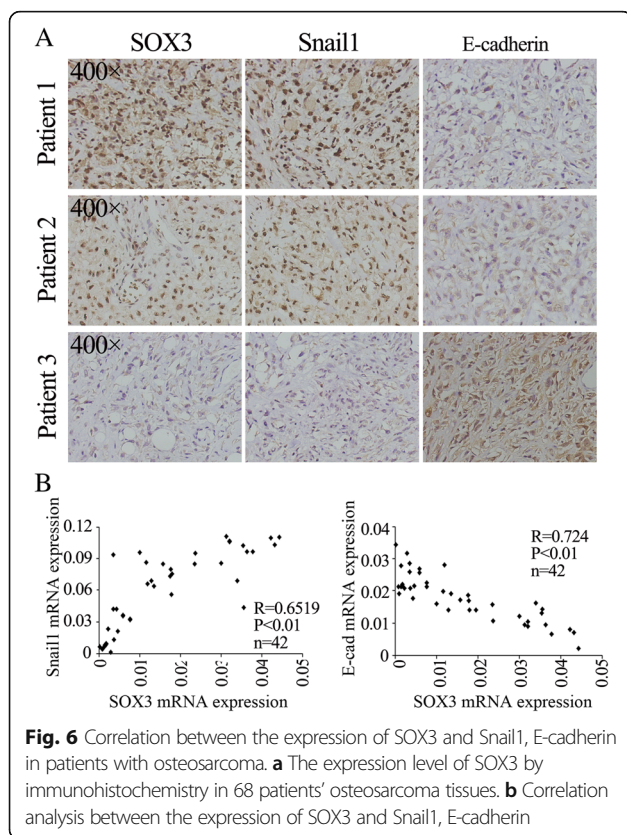 A
SOX3 Snail1 E-cadherin
Patient 1
400×
Patient 2
400×
Patient 3
400×
B
Snail1 mRNA expression
0.12
0.09
0.06
0.03
0
0 0.01 0.02 0.03 0.04 0.05
SOX3 mRNA expression
R=0.6519
P<0.01
n=42
E-cad mRNA expression
0.04
0.03
0.02
0.01
0
0 0.01 0.02 0.03 0.04 0.05
SOX3 mRNA expression
R=0.724
P<0.01
n=42
Fig. 6 Correlation between the expression of SOX3 and Snail1, E-cadherin
in patients with osteosarcoma. a The expression level of SOX3 by
immunohistochemistry in 68 patients’ osteosarcoma tissues. b Correlation
analysis between the expression of SOX3 and Snail1, E-cadherin